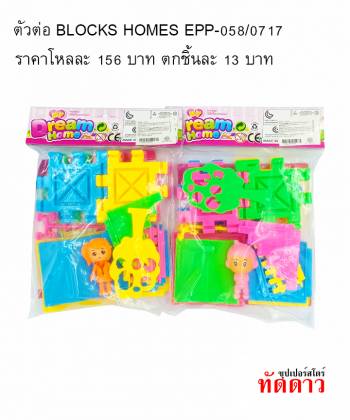 ตัวต่อ BLOCKS HOMES EPP-058/0717
ราคาโหลละ 156 บาท ตกชิ้นละ 13 บาท
My Dream Home
My Dream Home
ซุปเปอร์สโตร์
ทัดดาว